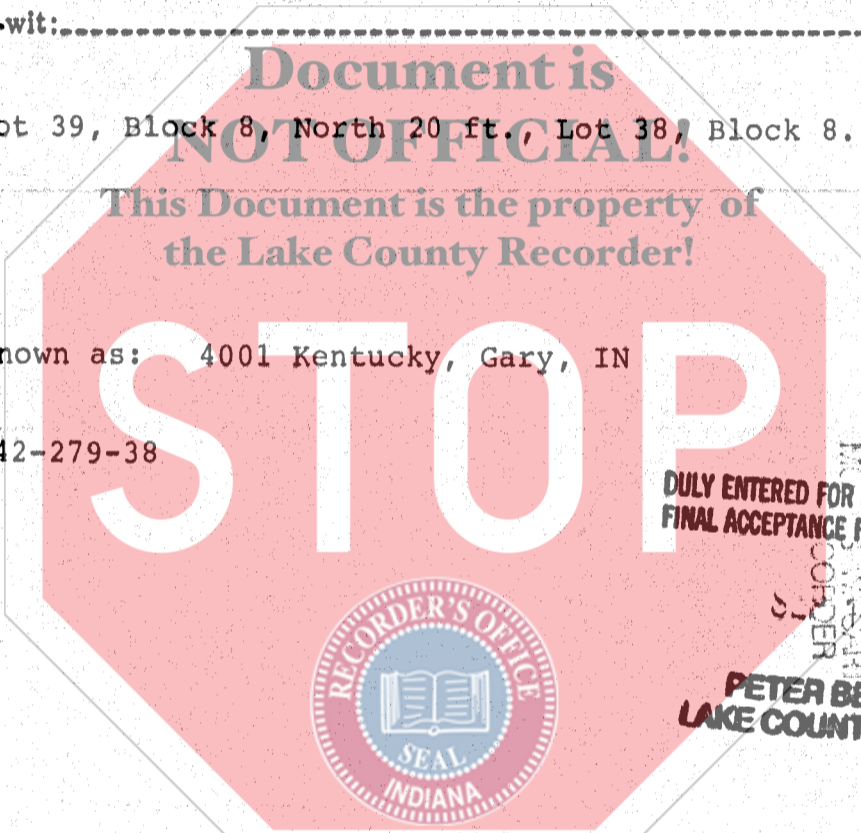 wit:
Document is
ot 39, Block 8, North 20 ft., Lot 38, Block 8.
NOT OFFICIAL!
This Document is the property of
the Lake County Recorder!
nown as: 4001 Kentucky, Gary, IN
STOP
42-279-38
DULY ENTERED FOR
FINAL ACCEPTANCE F
CORDER
PETER BE
LAKE COUNT
RECORDER'S OFFICE
SEAL
INDIANA